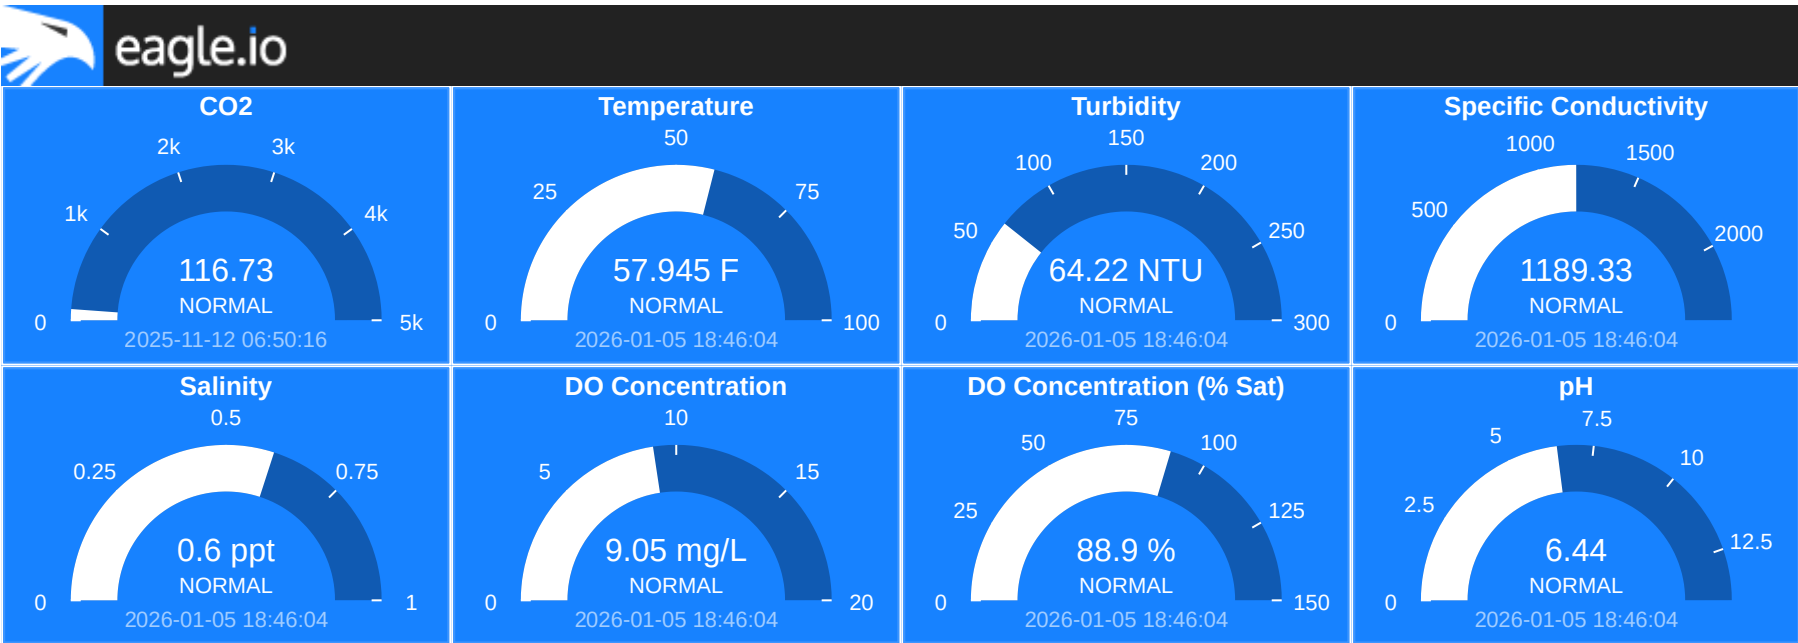 eagle.io
CO2
2k
3k
1k
4k
116.73
NORMAL
0
5k
2025-11-12 06:50:16
Temperature
50
25
75
57.945 F
NORMAL
0
100
2026-01-05 18:46:04
Turbidity
150
100
200
50
250
64.22 NTU
NORMAL
0
300
2026-01-05 18:46:04
Specific Conductivity
1000
1500
500
2000
1189.33
NORMAL
0
2026-01-05 18:46:04
Salinity
0.5
0.25
0.75
0.6 ppt
NORMAL
0
1
2026-01-05 18:46:04
DO Concentration
10
5
15
9.05 mg/L
NORMAL
0
20
2026-01-05 18:46:04
DO Concentration (% Sat)
75
50
100
25
125
88.9 %
NORMAL
0
150
2026-01-05 18:46:04
pH
7.5
5
10
2.5
12.5
6.44
NORMAL
0
2026-01-05 18:46:04